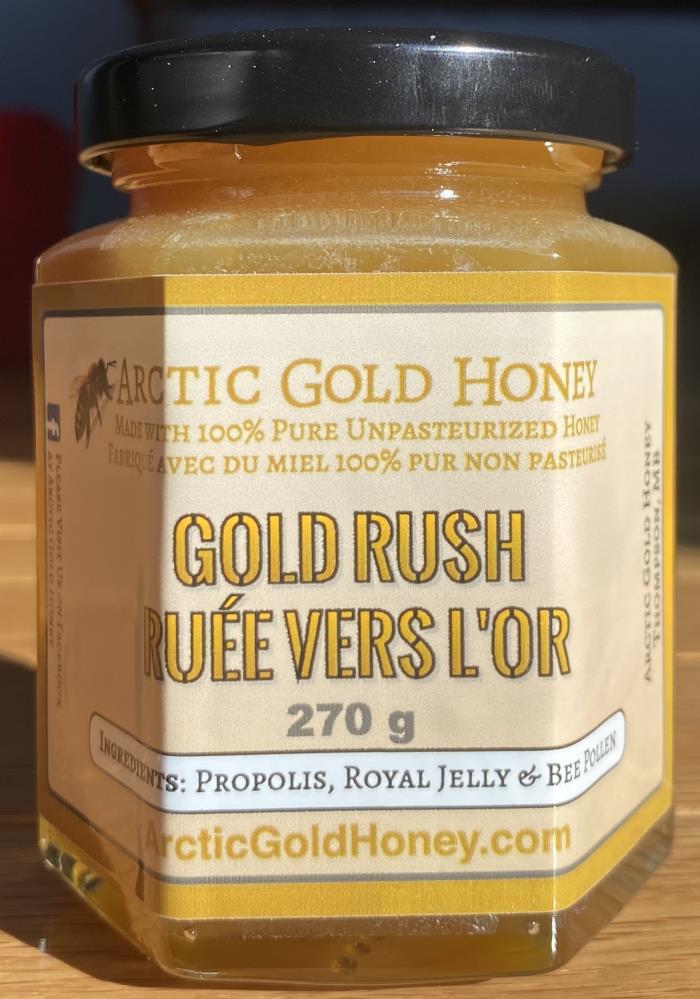 Arctic Gold Honey
Made with 100% Pure Unpasteurized Honey
Fabriqué avec du miel 100% pur non pasteurisé
GOLD RUSH
RUÉE VERS L'OR
270 g
Ingredients: Propolis, Royal Jelly & Bee Pollen
ArcticGoldHoney.com
f
Please Visit Us on Facebook
at Arctic Gold Honey
Arctic Gold Honey
Thompson, MB